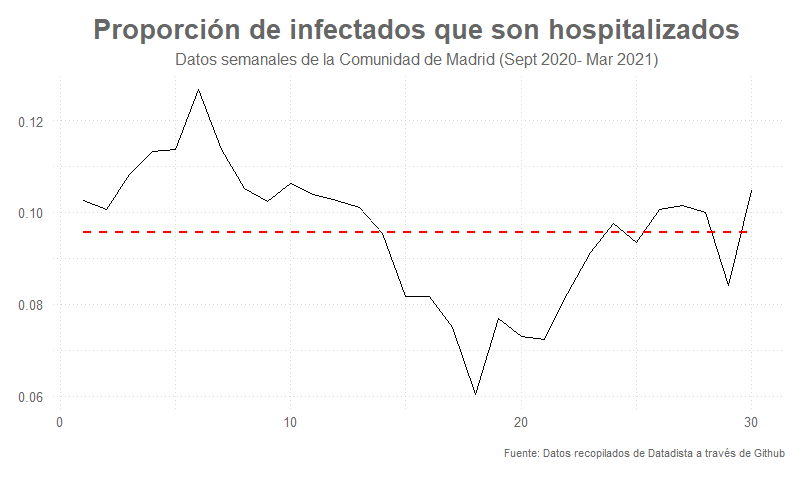 Proporción de infectados que son hospitalizados
Datos semanales de la Comunidad de Madrid (Sept 2020- Mar 2021)
0.12
0.10
0.08
0.06
0 10 20 30
Fuente: Datos recopilados de Datadista a través de Github